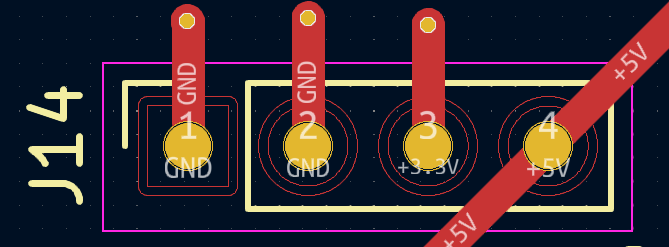 J14
GND
GND
+5V
1
2
3
4
GND
GND
+3.3V
+5V
+5V